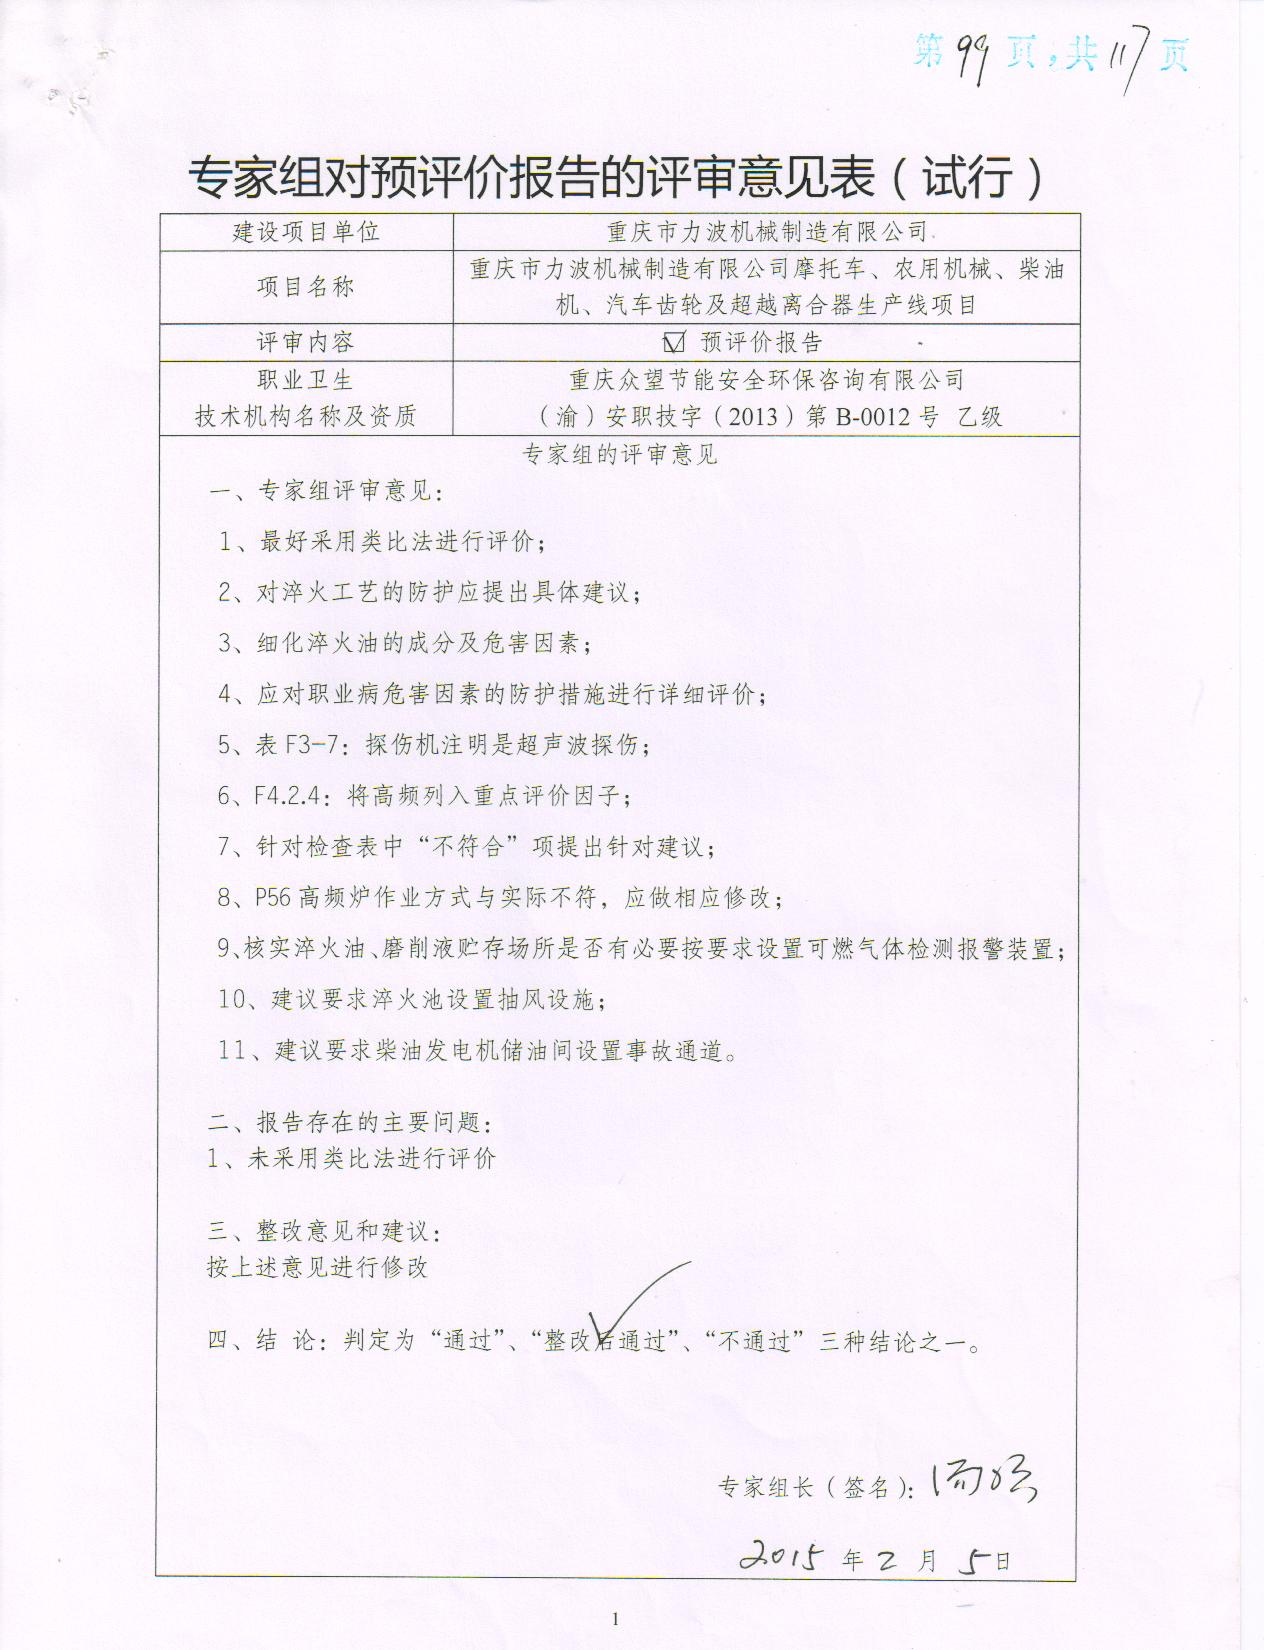 第99页,共117页
专家组对预评价报告的评审意见表（试行）
建设项目单位
重庆市力波机械制造有限公司
项目名称
重庆市力波机械制造有限公司摩托车、农用机械、柴油
机、汽车齿轮及超越离合器生产线项目
评审内容
☑ 预评价报告
职业卫生
技术机构名称及资质
重庆众望节能安全环保咨询有限公司
（渝）安职技字（2013）第 B-0012 号 乙级
专家组的评审意见
一、专家组评审意见：
1、最好采用类比法进行评价；
2、对淬火工艺的防护应提出具体建议；
3、细化淬火油的成分及危害因素；
4、应对职业病危害因素的防护措施进行详细评价；
5、表 F3-7：探伤机注明是超声波探伤；
6、F4.2.4：将高频列入重点评价因子；
7、针对检查表中“不符合”项提出针对建议；
8、P56 高频炉作业方式与实际不符，应做相应修改；
9、核实淬火油、磨削液贮存场所是否有必要按要求设置可燃气体检测报警装置；
10、建议要求淬火池设置抽风设施；
11、建议要求柴油发电机储油间设置事故通道。
二、报告存在的主要问题：
1、未采用类比法进行评价
三、整改意见和建议：
按上述意见进行修改
四、结 论：判定为“通过”、“整改后通过”、“不通过”三种结论之一。
专家组长（签名）：
2015 年 2 月 5 日
1